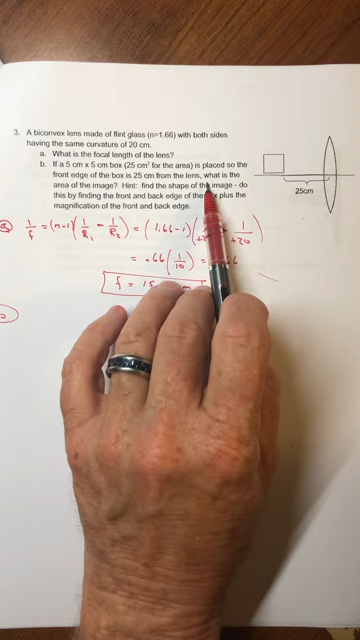 3. A biconvex lens made of flint glass (n=1.66) with both sides
having the same curvature of 20 cm.
a. What is the focal length of the lens?
b. If a 5 cm x 5 cm box (25 cm² for the area) is placed so the
front edge of the box is 25 cm from the lens, what is the
area of the image? Hint: find the shape of the image - do
this by finding the front and back edge of the box plus the
magnification of the front and back edge.
25cm
a) 1/f = (n-1)(1/R₁ - 1/R₂) = (1.66-1)( 1/+20)
= .66(1/10) =
f = 15